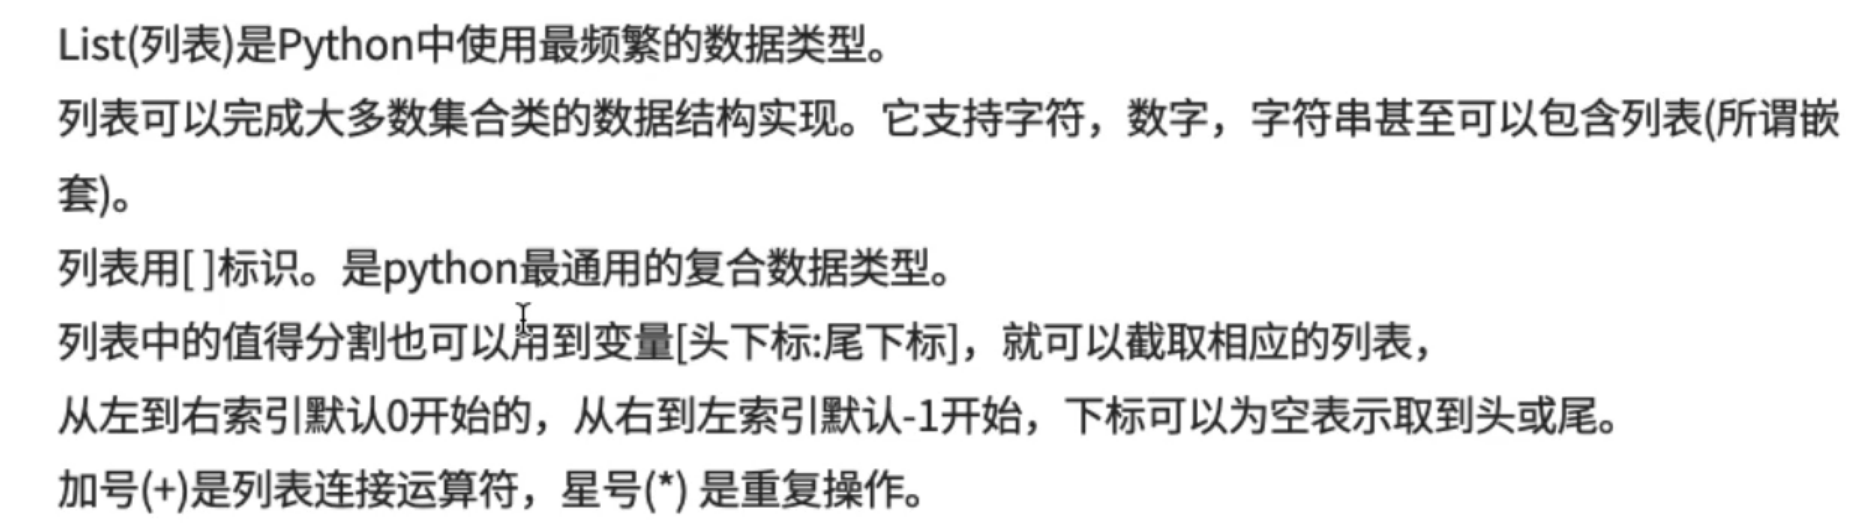 List(列表)是Python中使用最频繁的数据类型。
列表可以完成大多数集合类的数据结构实现。它支持字符，数字，字符串甚至可以包含列表(所谓嵌
套)。
列表用[ ]标识。是python最通用的复合数据类型。
列表中的值得分割也可以用到变量[头下标:尾下标]，就可以截取相应的列表，
从左到右索引默认0开始的，从右到左索引默认-1开始，下标可以为空表示取到头或尾。
加号(+)是列表连接运算符，星号(*) 是重复操作。